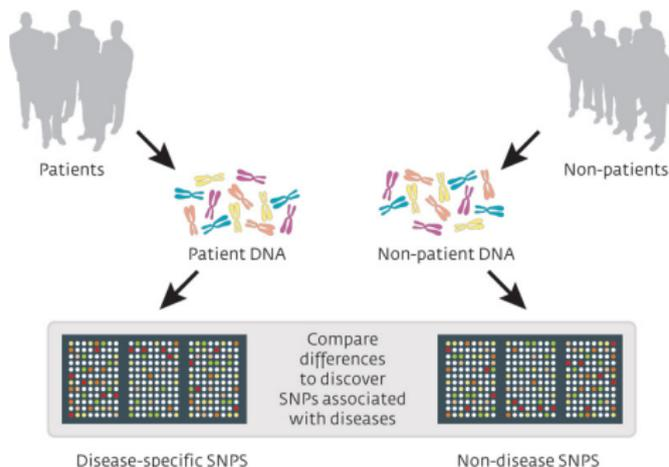 Patients
Non-patients
Patient DNA
Non-patient DNA
Compare
differences
to discover
SNPs associated
with diseases
Disease-specific SNPS
Non-disease SNPS